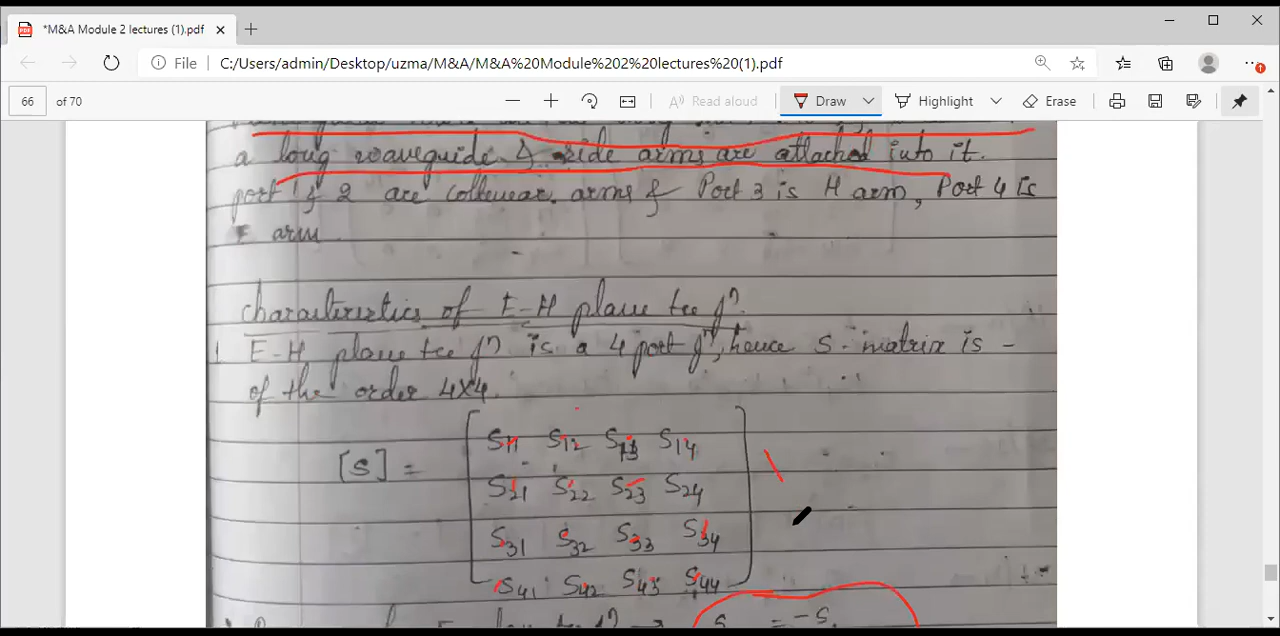 *M&A Module 2 lectures (1).pdf
File | C:/Users/admin/Desktop/uzma/M&A/M&A%20Module%202%20lectures%20(1).pdf
66 of 70 Read aloud Draw Highlight Erase
a long waveguide & side arms are attached into it.
port 1 & 2 are collinear arms & Port 3 is H arm, Port 4 is
E arm
characteristics of E-H plane tee jn.
1. E-H plane tee jn is a 4 port jn, hence S-matrix is -
of the order 4x4.
[S] =
S11 S12 S13 S14
S21 S22 S23 S24
S31 S32 S33 S34
S41 S42 S43 S44